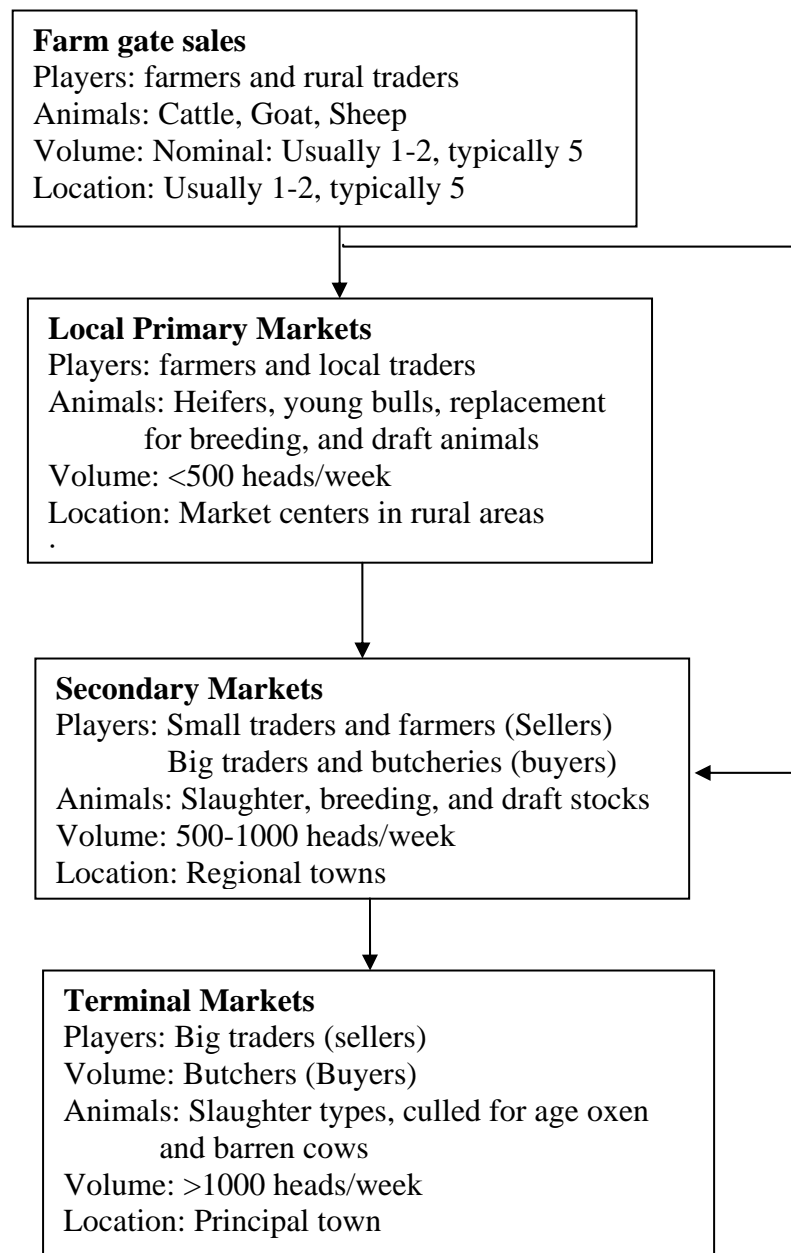 Farm gate sales
Players: farmers and rural traders
Animals: Cattle, Goat, Sheep
Volume: Nominal: Usually 1-2, typically 5
Location: Usually 1-2, typically 5
Local Primary Markets
Players: farmers and local traders
Animals: Heifers, young bulls, replacement
for breeding, and draft animals
Volume: <500 heads/week
Location: Market centers in rural areas
.
Secondary Markets
Players: Small traders and farmers (Sellers)
Big traders and butcheries (buyers)
Animals: Slaughter, breeding, and draft stocks
Volume: 500-1000 heads/week
Location: Regional towns
Terminal Markets
Players: Big traders (sellers)
Volume: Butchers (Buyers)
Animals: Slaughter types, culled for age oxen
and barren cows
Volume: >1000 heads/week
Location: Principal town